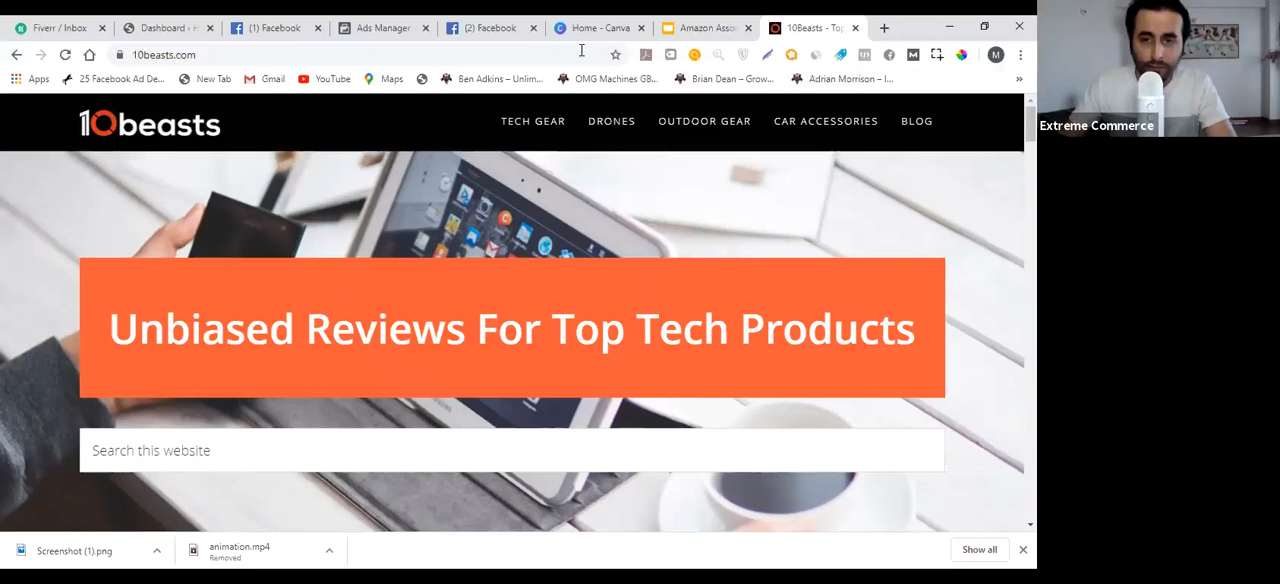 Fiverr / Inbox
Dashboard ‹
(1) Facebook
Ads Manager
(2) Facebook
Home - Canva
Amazon Asso
10Beasts - Top
10beasts.com
M
M
Apps
25 Facebook Ad De...
New Tab
Gmail
YouTube
Maps
Ben Adkins – Unlim...
OMG Machines GB...
Brian Dean – Grow...
Adrian Morrison – I...
»
10beasts
TECH GEAR
DRONES
OUTDOOR GEAR
CAR ACCESSORIES
BLOG
Extreme Commerce
Unbiased Reviews For Top Tech Products
Search this website
Screenshot (1).png
animation.mp4
Removed
Show all